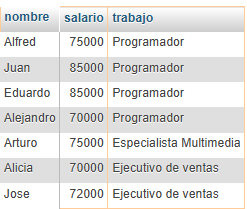 nombre salario trabajo
Alfred 75000 Programador
Juan 85000 Programador
Eduardo 85000 Programador
Alejandro 70000 Programador
Arturo 75000 Especialista Multimedia
Alicia 70000 Ejecutivo de ventas
Jose 72000 Ejecutivo de ventas